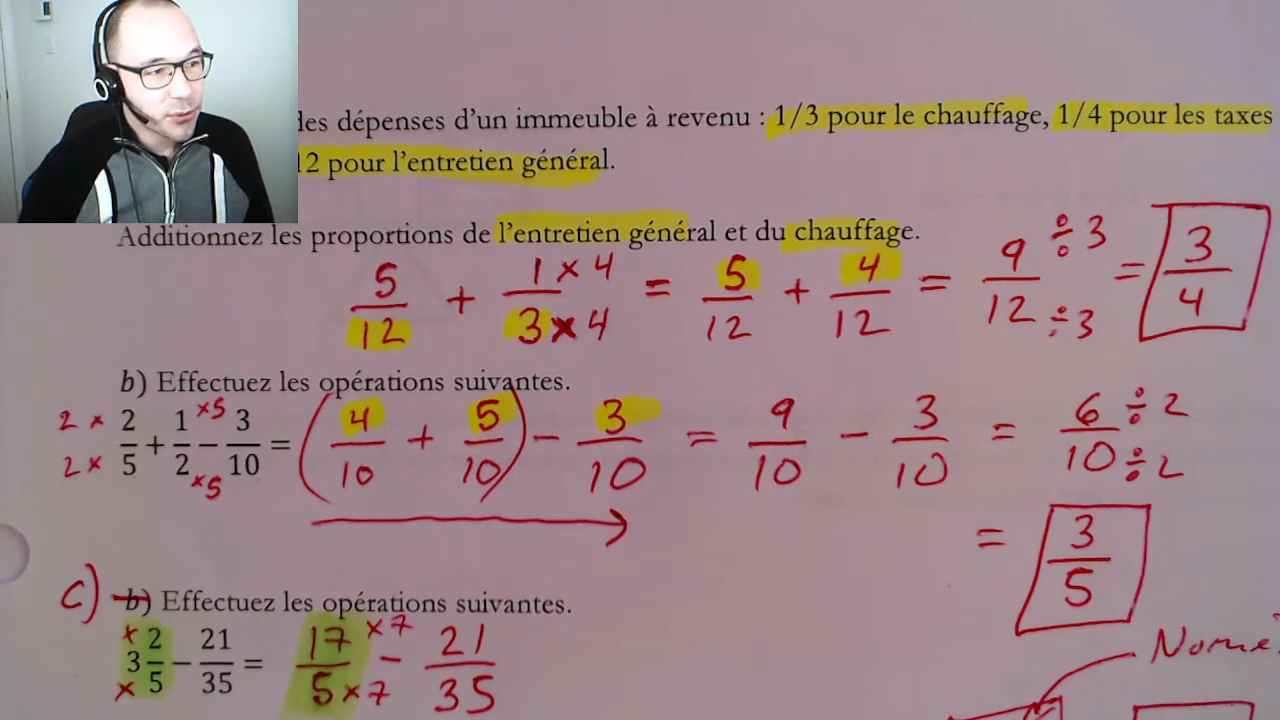 des dépenses d'un immeuble à revenu : 1/3 pour le chauffage, 1/4 pour les taxes
12 pour l'entretien général.
Additionnez les proportions de l'entretien général et du chauffage.
5/12 + 1×4/3×4 = 5/12 + 4/12 = 9÷3/12÷3 = 3/4
b) Effectuez les opérations suivantes.
2×2/2×5 + 1×5/2×5 − 3/10 = (4/10 + 5/10) − 3/10 = 9/10 − 3/10 = 6÷2/10÷2
= 3/5
c) b) Effectuez les opérations suivantes.
3 2/5 − 21/35 = 17×7/5×7 − 21/35